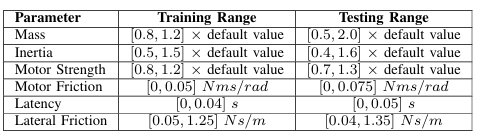 Parameter Training Range Testing Range
Mass [0.8, 1.2] × default value [0.5, 2.0] × default value
Inertia [0.5, 1.5] × default value [0.4, 1.6] × default value
Motor Strength [0.8, 1.2] × default value [0.7, 1.3] × default value
Motor Friction [0, 0.05] Nms/rad [0, 0.075] Nms/rad
Latency [0, 0.04] s [0, 0.05] s
Lateral Friction [0.05, 1.25] Ns/m [0.04, 1.35] Ns/m